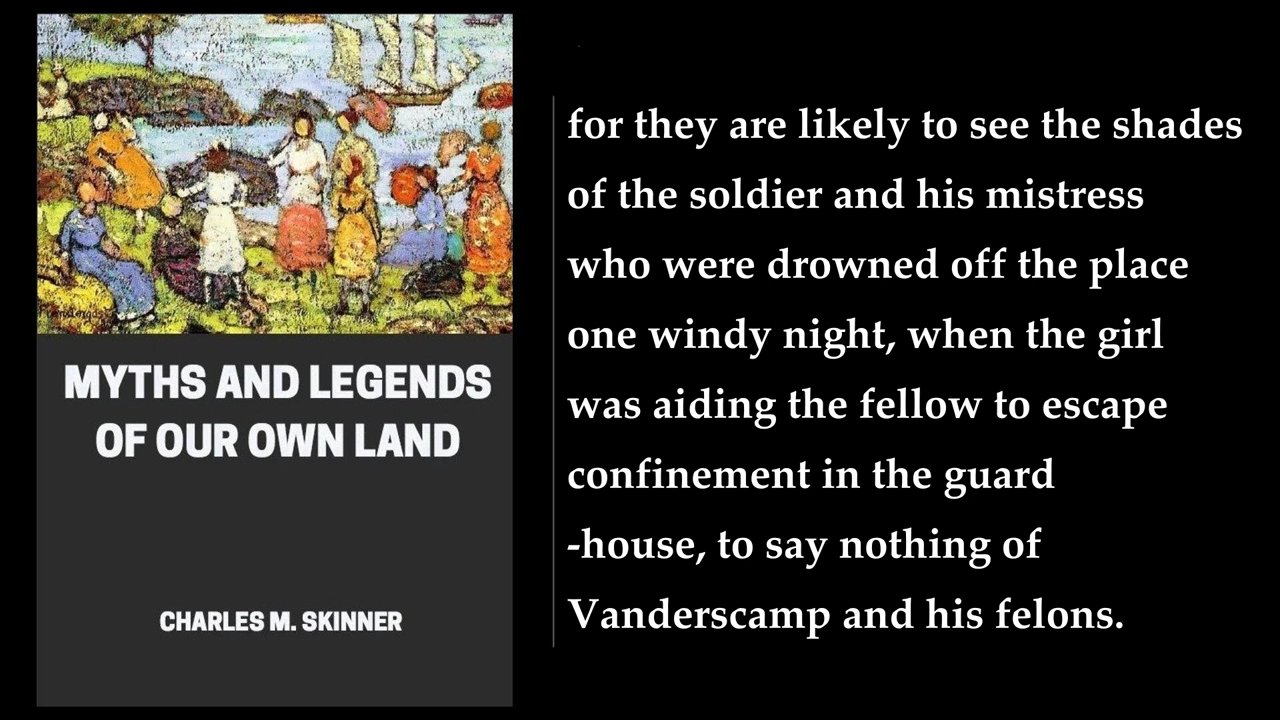 MYTHS AND LEGENDS
OF OUR OWN LAND
CHARLES M. SKINNER
for they are likely to see the shades
of the soldier and his mistress
who were drowned off the place
one windy night, when the girl
was aiding the fellow to escape
confinement in the guard
-house, to say nothing of
Vanderscamp and his felons.